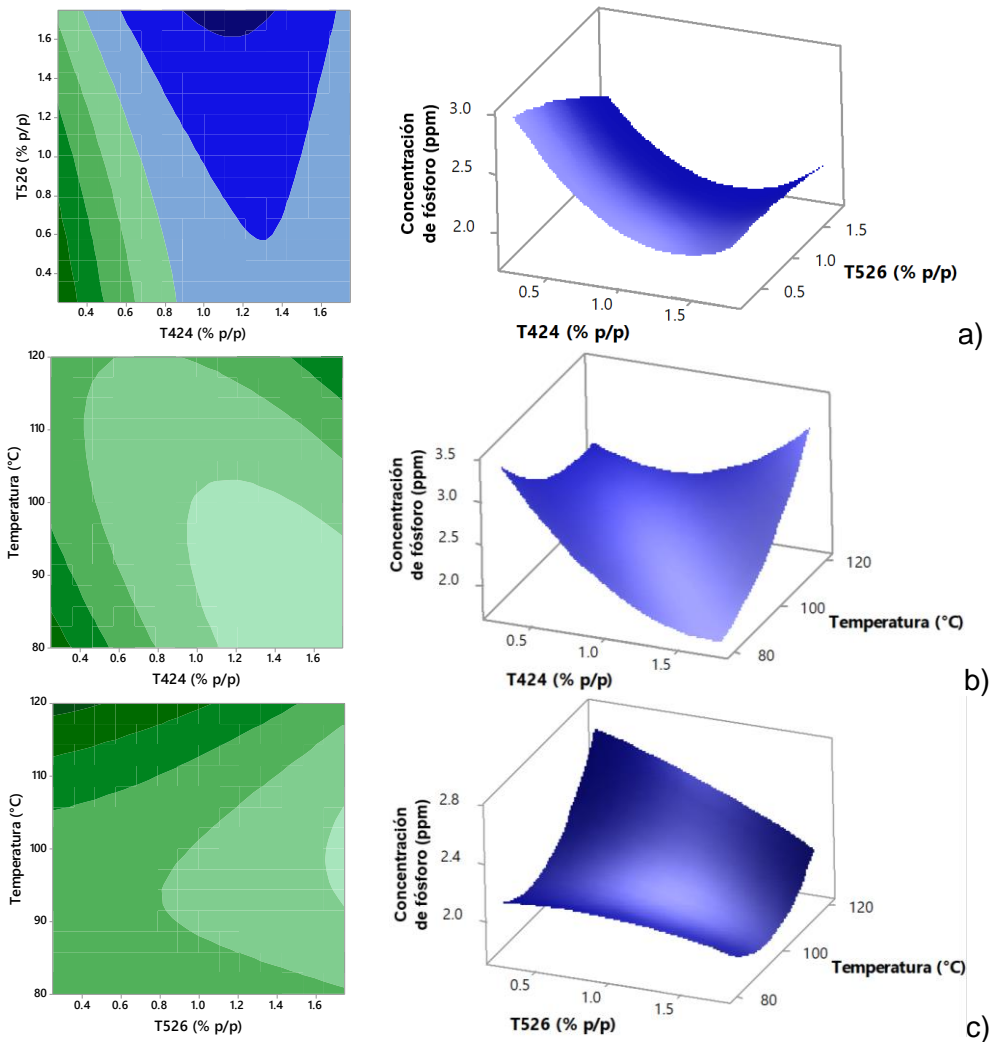 1.6
1.4
1.2
1.0
0.8
0.6
0.4
T526 (% p/p)
0.4 0.6 0.8 1.0 1.2 1.4 1.6
T424 (% p/p)
Concentración
de fósforo (ppm)
3.0
2.5
2.0
0.5
1.0
1.5
T424 (% p/p)
1.5
1.0
0.5
T526 (% p/p)
a)
120
110
100
90
80
Temperatura (°C)
0.4 0.6 0.8 1.0 1.2 1.4 1.6
T424 (% p/p)
Concentración
de fósforo (ppm)
3.5
3.0
2.5
2.0
0.5
1.0
1.5
T424 (% p/p)
120
100
80
Temperatura (°C)
b)
120
110
100
90
80
Temperatura (°C)
0.4 0.6 0.8 1.0 1.2 1.4 1.6
T526 (% p/p)
Concentración
de fósforo (ppm)
2.8
2.4
2.0
0.5
1.0
1.5
T526 (% p/p)
120
100
80
Temperatura (°C)
c)